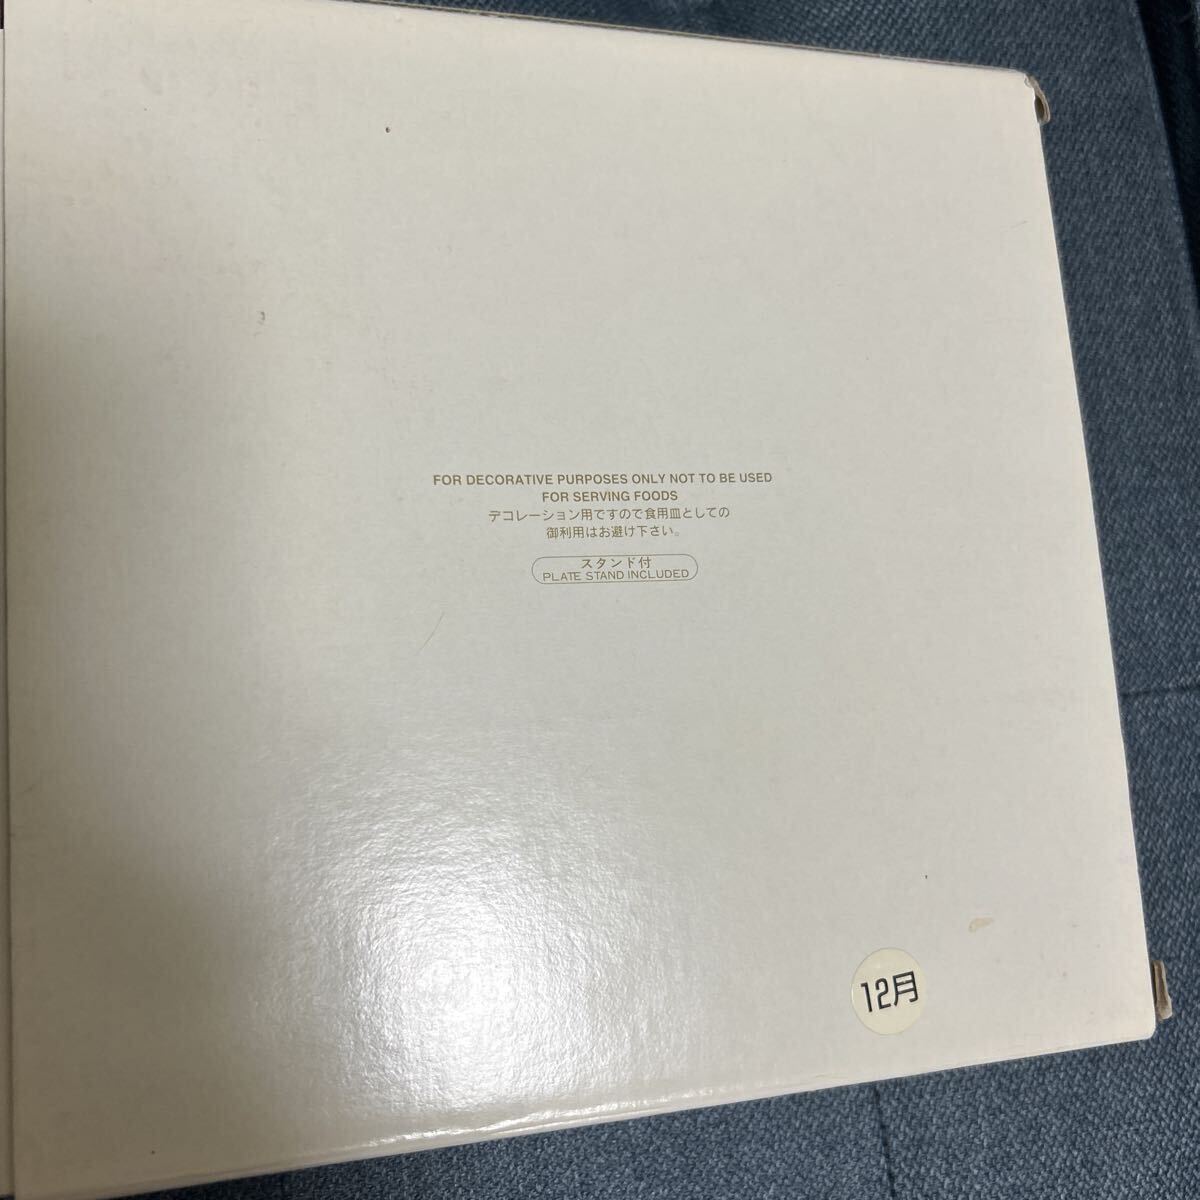 FOR DECORATIVE PURPOSES ONLY NOT TO BE USED
FOR SERVING FOODS
デコレーション用ですので食用皿としての
御利用はお避け下さい。
スタンド付
PLATE STAND INCLUDED
12月